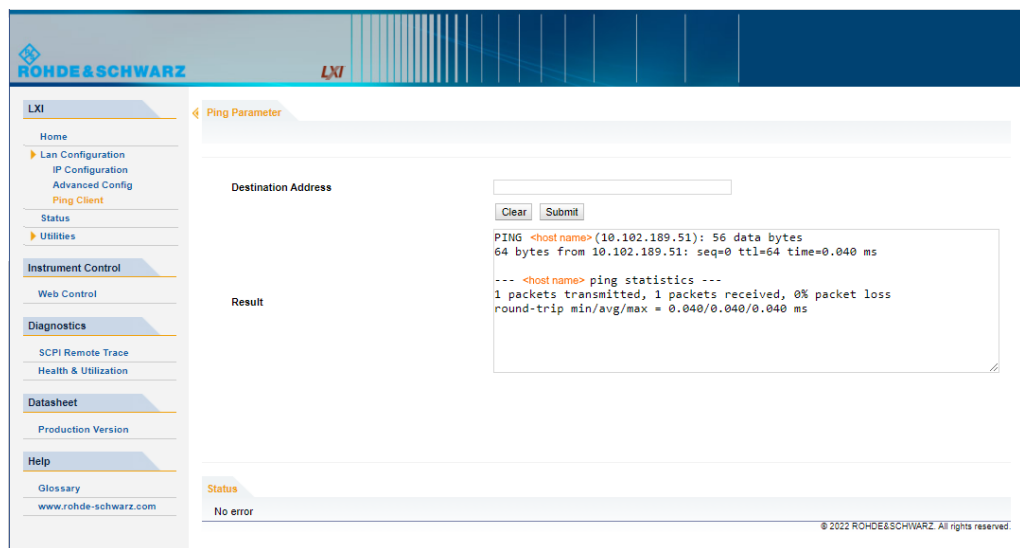 ROHDE&SCHWARZ
LXI
LXI
Home
Lan Configuration
IP Configuration
Advanced Config
Ping Client
Status
Utilities
Instrument Control
Web Control
Diagnostics
SCPI Remote Trace
Health & Utilization
Datasheet
Production Version
Help
Glossary
www.rohde-schwarz.com
Ping Parameter
Destination Address
Clear Submit
Result
PING <host name> (10.102.189.51): 56 data bytes
64 bytes from 10.102.189.51: seq=0 ttl=64 time=0.040 ms
--- <host name> ping statistics ---
1 packets transmitted, 1 packets received, 0% packet loss
round-trip min/avg/max = 0.040/0.040/0.040 ms
Status
No error
© 2022 ROHDE&SCHWARZ. All rights reserved.